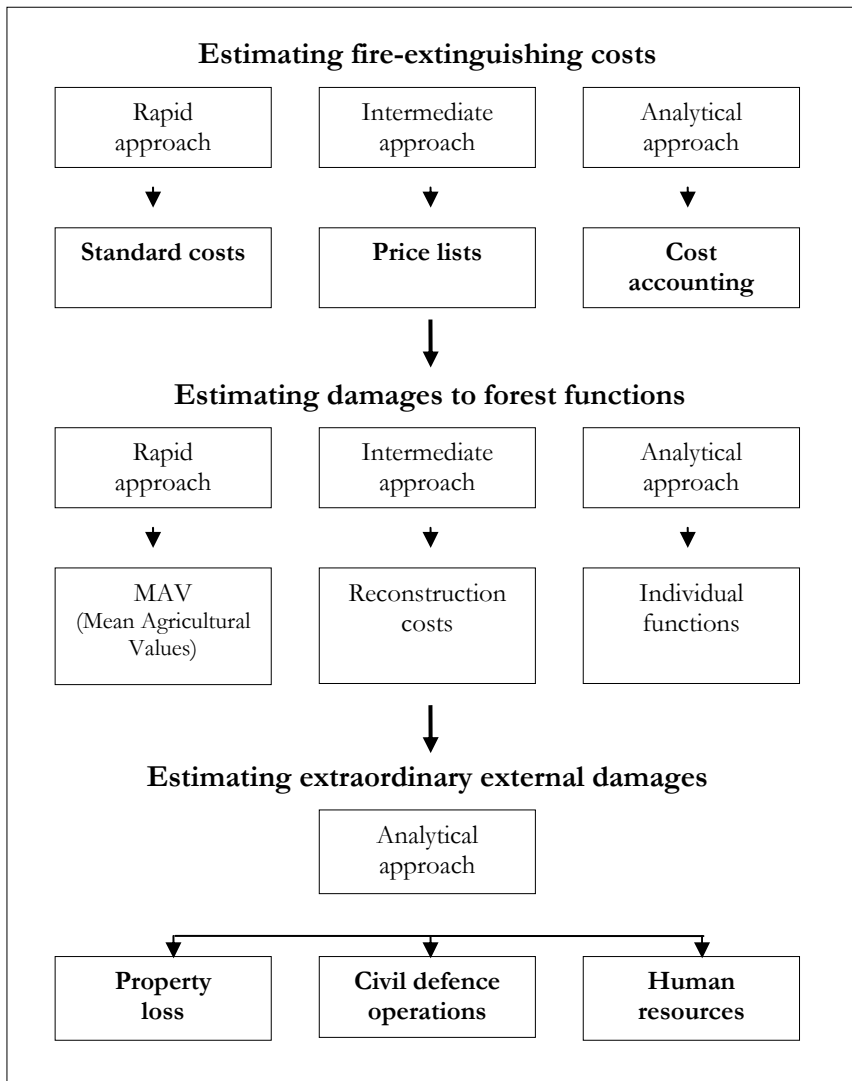 Estimating fire-extinguishing costs
Rapid
approach
Intermediate
approach
Analytical
approach
Standard costs
Price lists
Cost
accounting
Estimating damages to forest functions
Rapid
approach
Intermediate
approach
Analytical
approach
MAV
(Mean Agricultural
Values)
Reconstruction
costs
Individual
functions
Estimating extraordinary external damages
Analytical
approach
Property
loss
Civil defence
operations
Human
resources